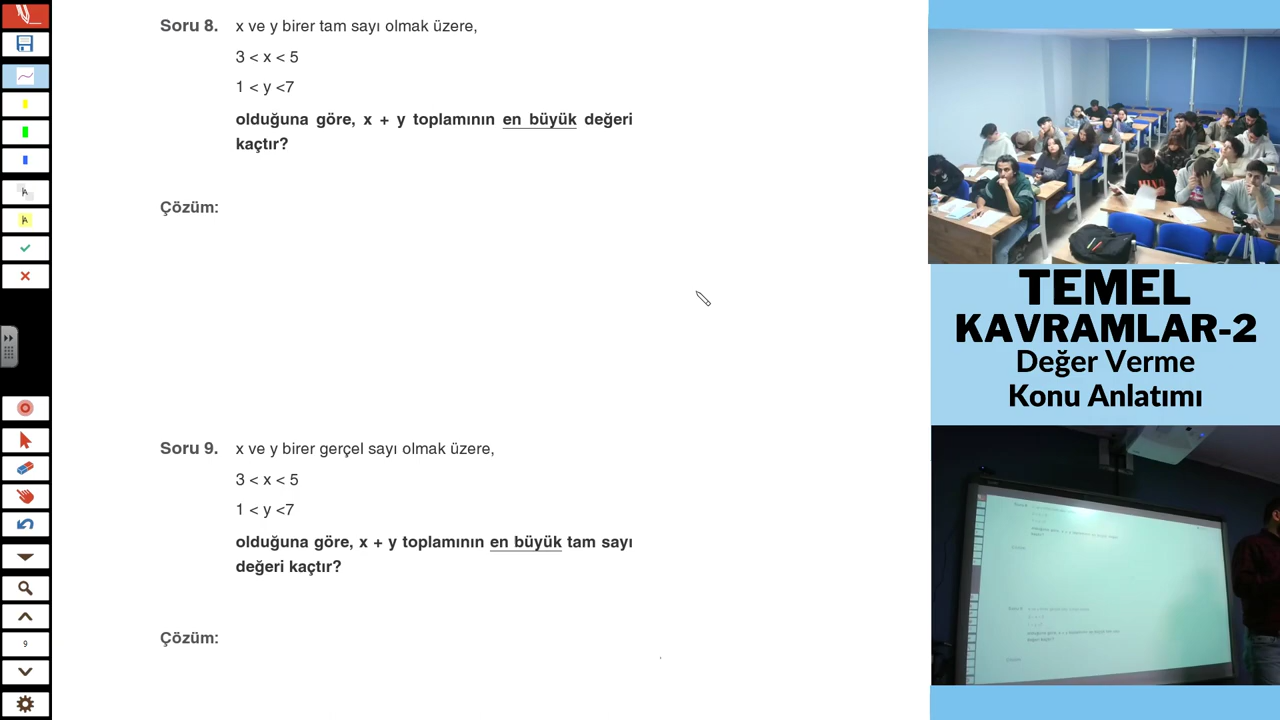 Soru 8. x ve y birer tam sayı olmak üzere,
3 < x < 5
1 < y <7
olduğuna göre, x + y toplamının en büyük değeri
kaçtır?
Çözüm:
Soru 9. x ve y birer gerçel sayı olmak üzere,
3 < x < 5
1 < y <7
olduğuna göre, x + y toplamının en büyük tam sayı
değeri kaçtır?
Çözüm:
9
TEMEL
KAVRAMLAR-2
Değer Verme
Konu Anlatımı